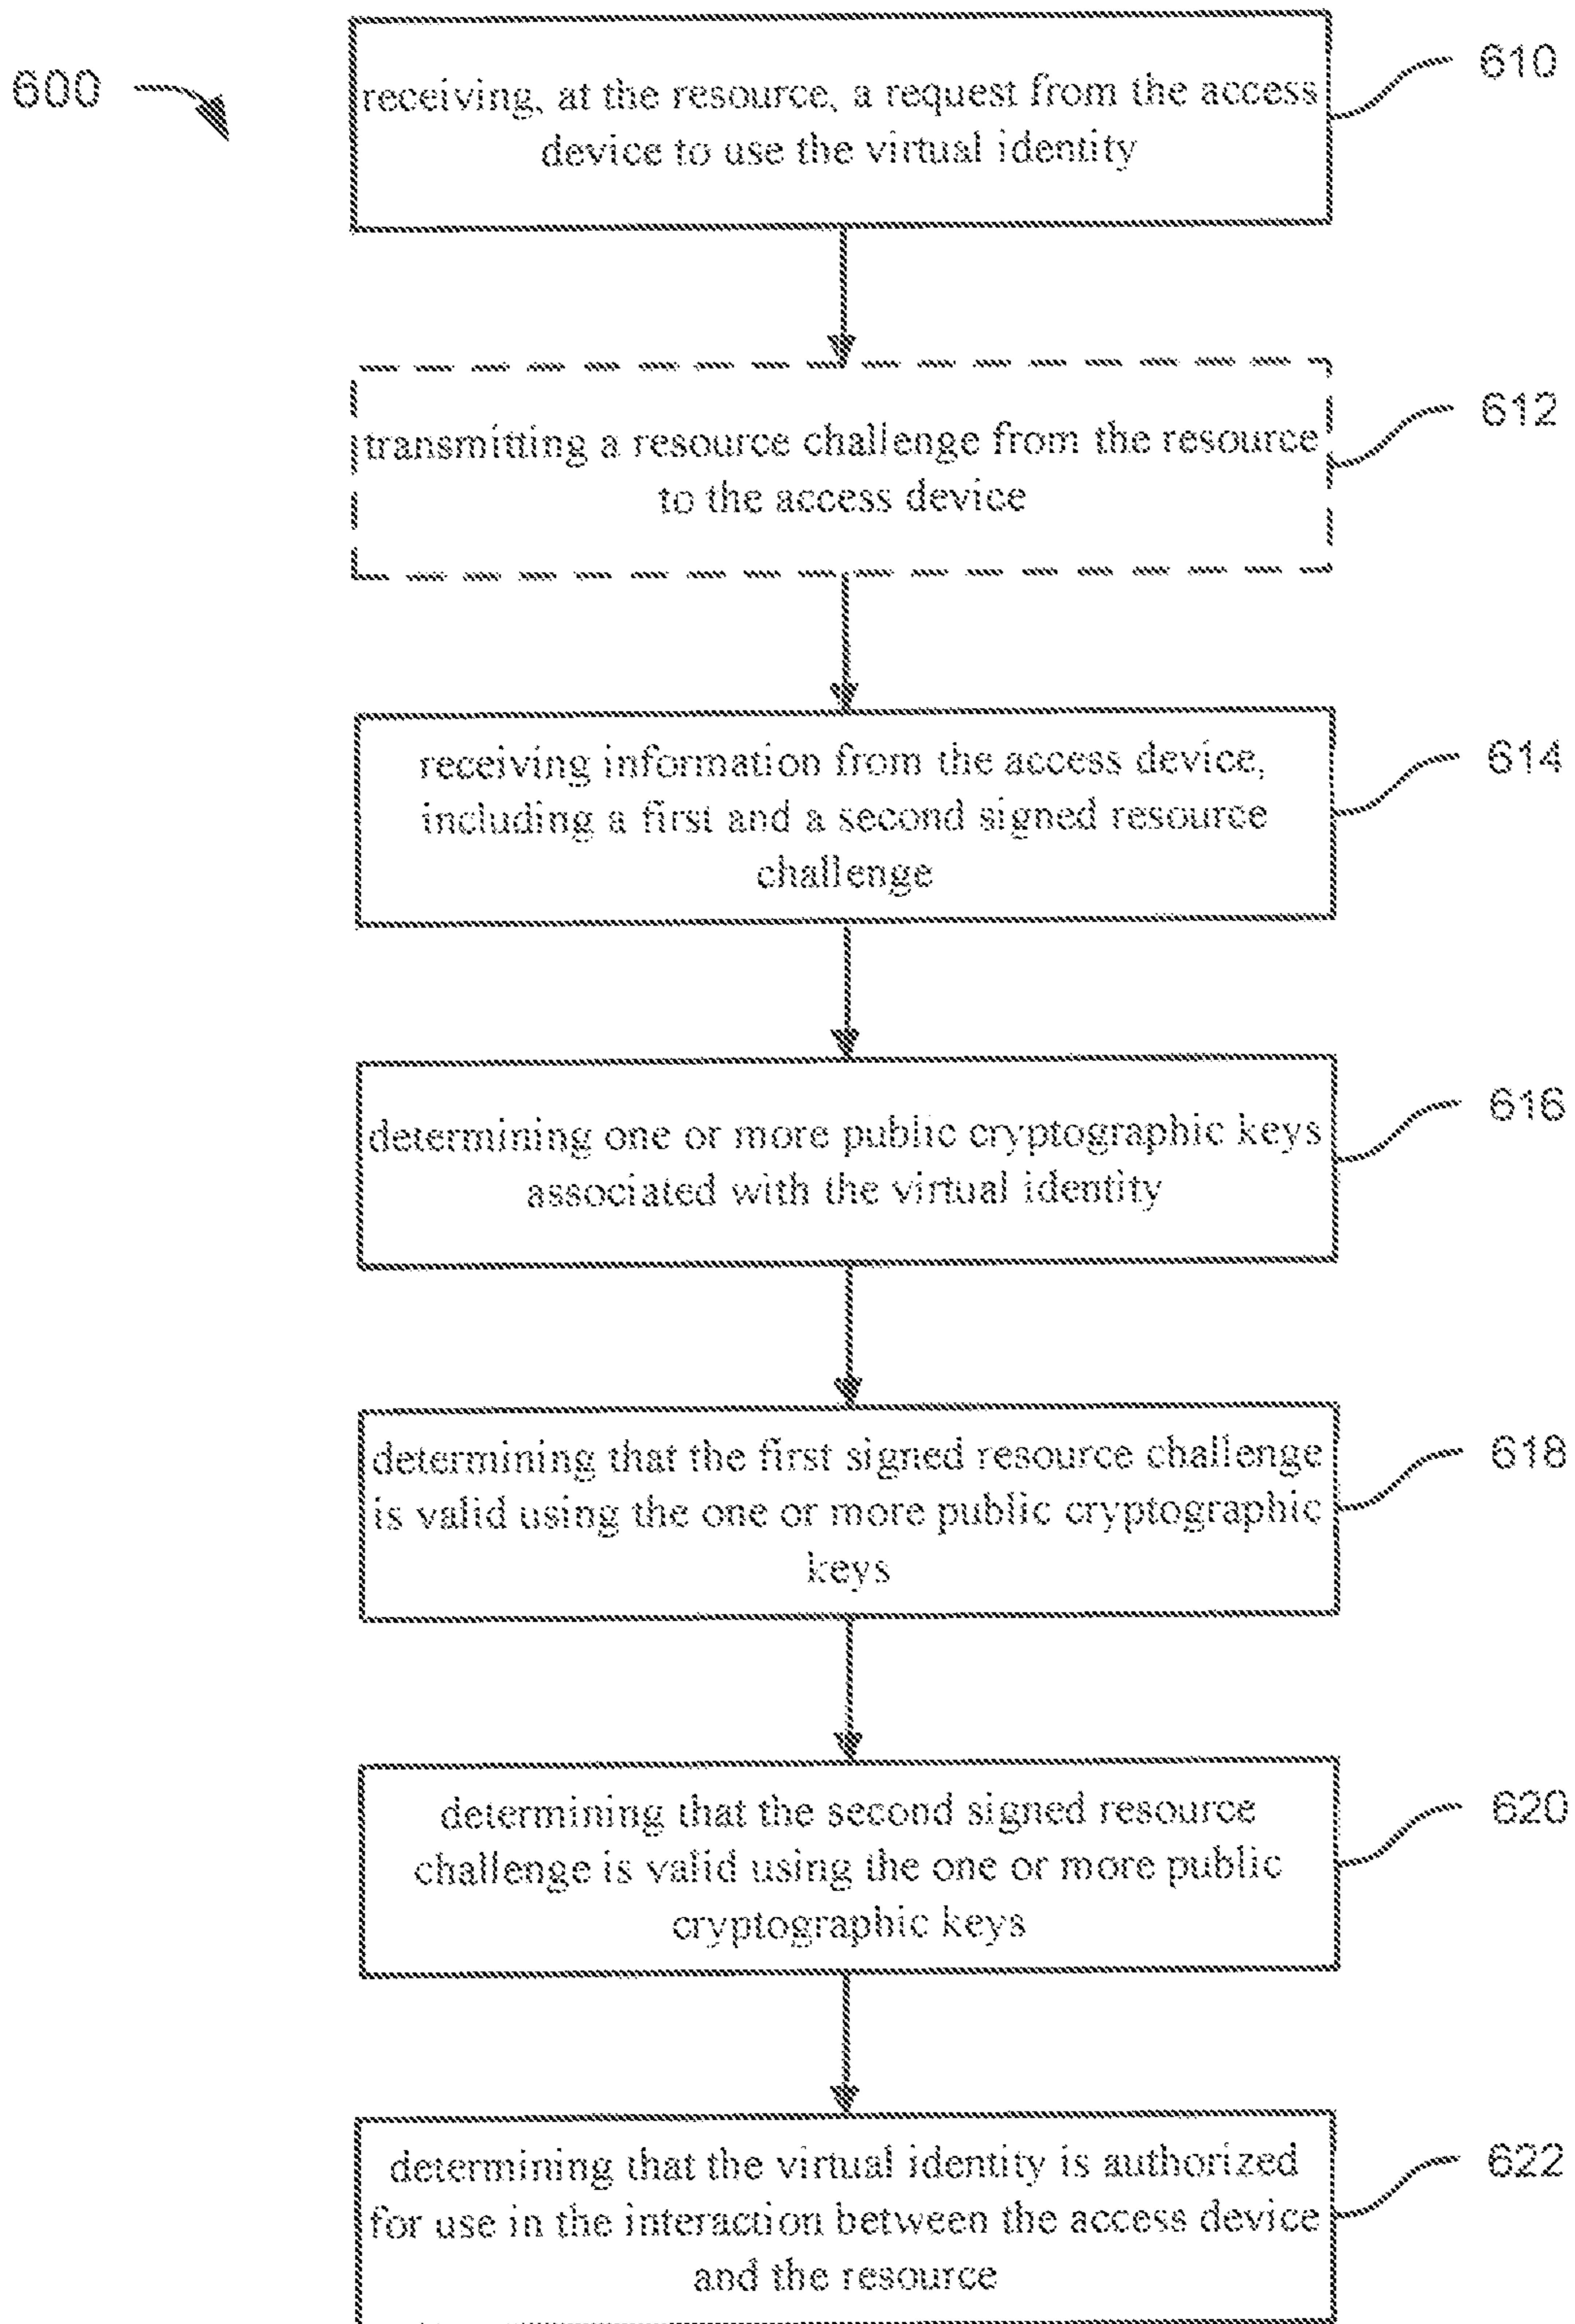 600
receiving, at the resource, a request from the access
device to use the virtual identity
610
transmitting a resource challenge from the resource
to the access device
612
receiving information from the access device,
including a first and a second signed resource
challenge
614
determining one or more public cryptographic keys
associated with the virtual identity
616
determining that the first signed resource challenge
is valid using the one or more public cryptographic
keys
618
determining that the second signed resource
challenge is valid using the one or more public
cryptographic keys
620
determining that the virtual identity is authorized
for use in the interaction between the access device
and the resource
622